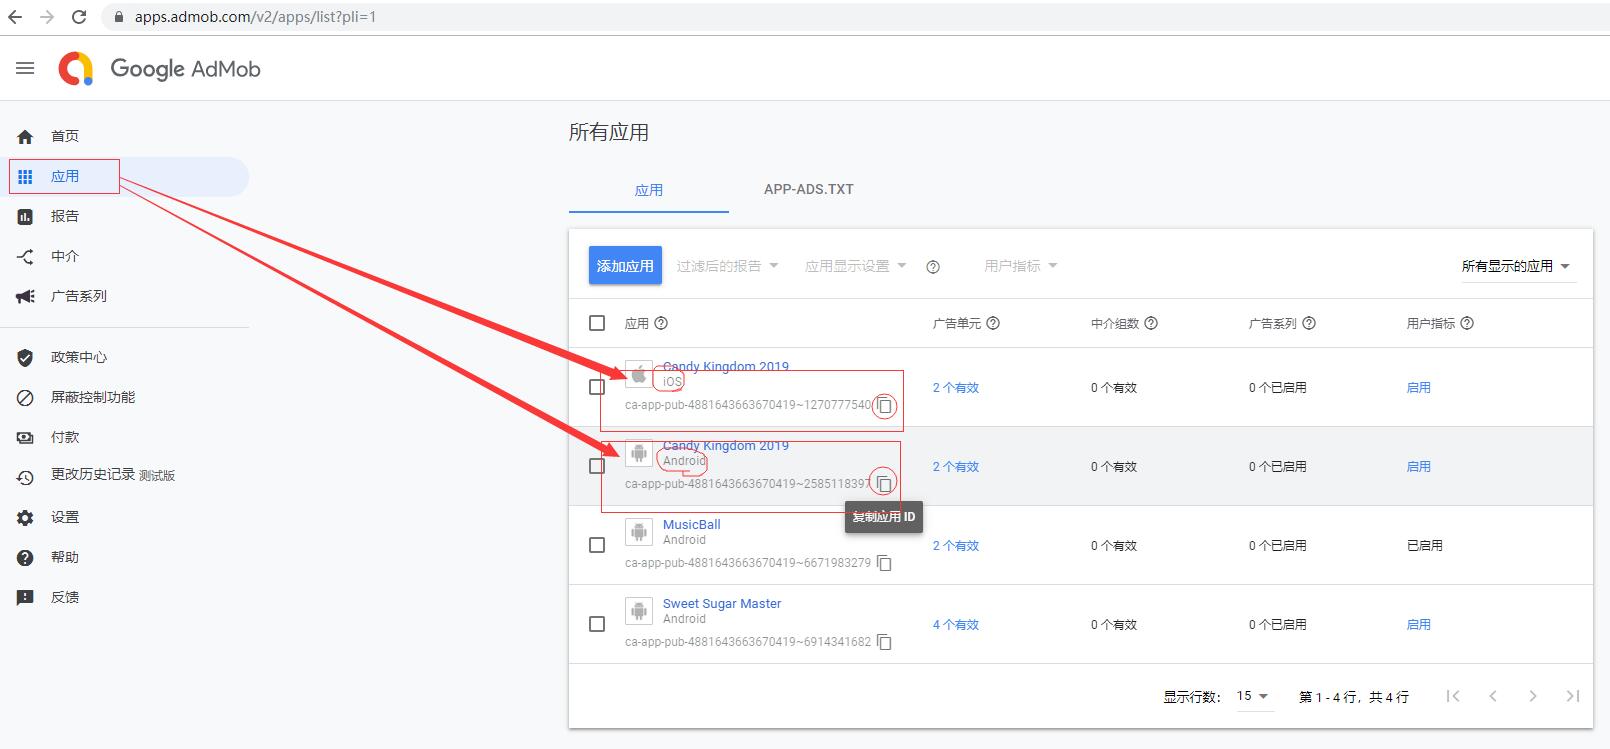 apps.admob.com/v2/apps/list?pli=1
Google AdMob
首页
应用
报告
中介
广告系列
政策中心
屏蔽控制功能
付款
更改历史记录 测试版
设置
帮助
反馈
所有应用
应用 APP-ADS.TXT
添加应用 过滤后的报告 应用显示设置 用户指标 所有显示的应用
应用 广告单元 中介组数 广告系列 用户指标
Candy Kingdom 2019
iOS
ca-app-pub-4881643663670419~1270777540
2 个有效 0 个有效 0 个已启用 启用
Candy Kingdom 2019
Android
ca-app-pub-4881643663670419~2585118397
2 个有效 0 个有效 0 个已启用 启用
复制应用 ID
MusicBall
Android
ca-app-pub-4881643663670419~6671983279
2 个有效 0 个有效 0 个已启用 已启用
Sweet Sugar Master
Android
ca-app-pub-4881643663670419~6914341682
4 个有效 0 个有效 0 个已启用 启用
显示行数: 15 第 1 - 4 行，共 4 行